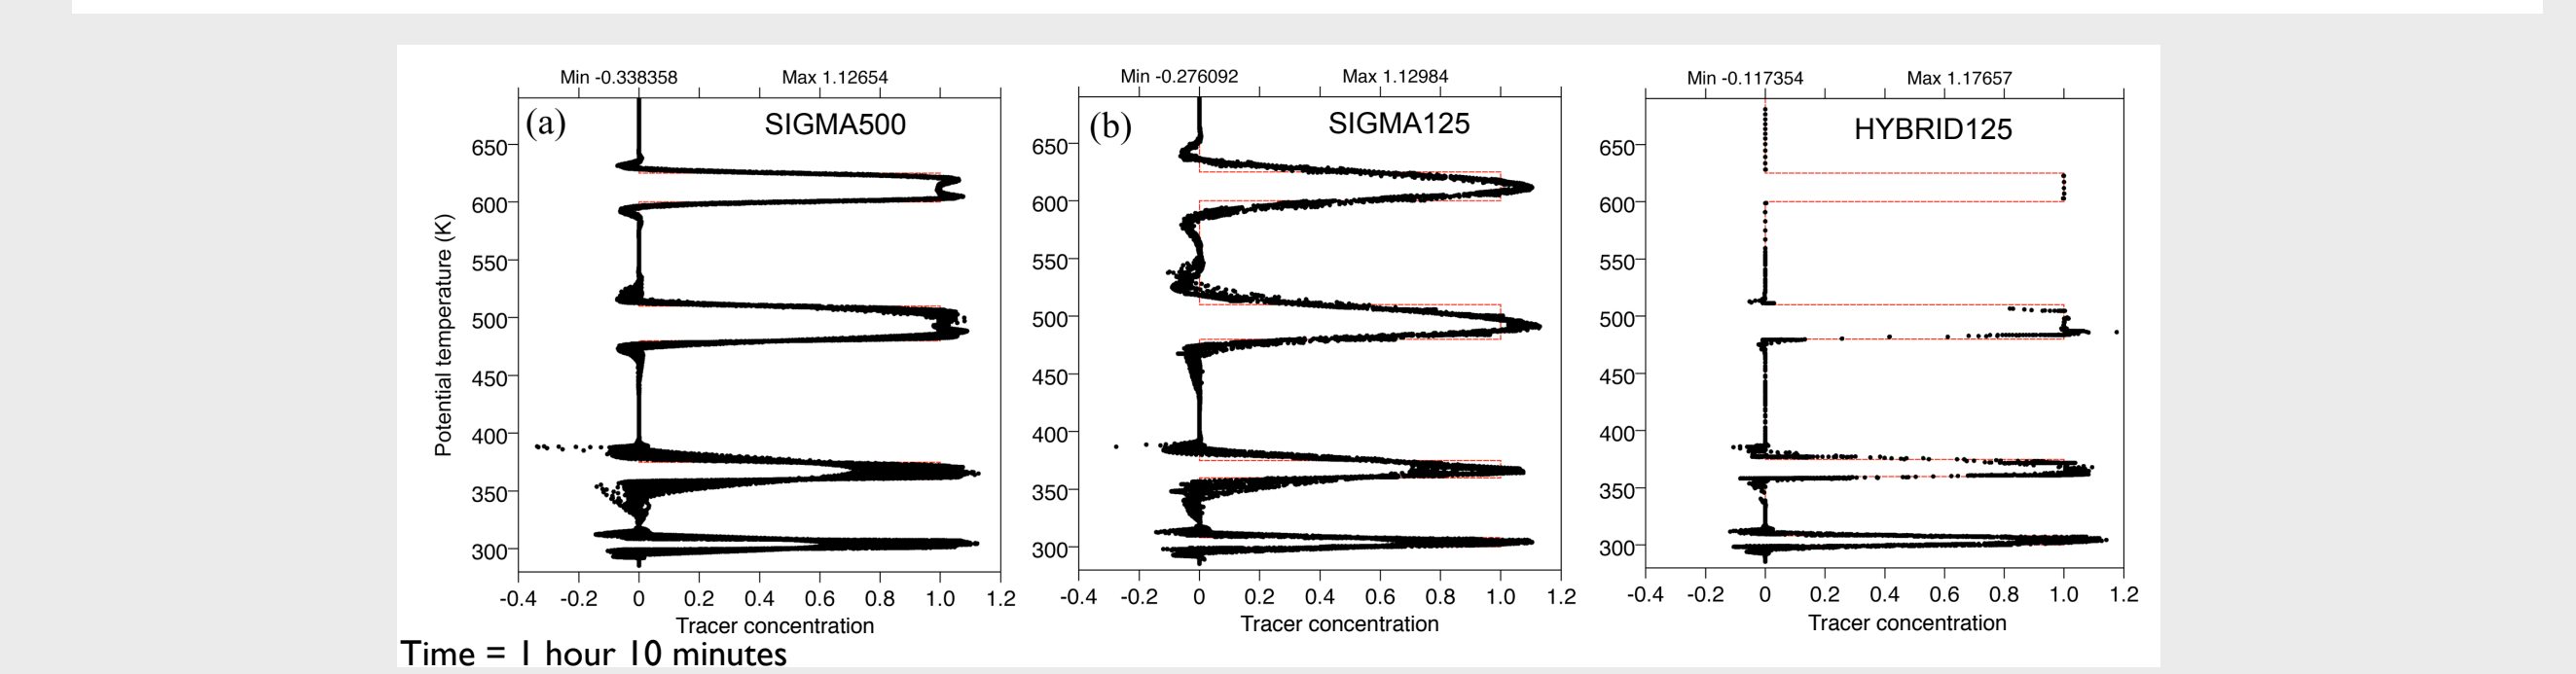 Min -0.338358 Max 1.12654
(a) SIGMA500
650
600
550
500
450
400
350
300
Potential temperature (K)
-0.4 -0.2 0 0.2 0.4 0.6 0.8 1.0 1.2
Tracer concentration
Min -0.276092 Max 1.12984
(b) SIGMA125
650
600
550
500
450
400
350
300
-0.4 -0.2 0 0.2 0.4 0.6 0.8 1.0 1.2
Tracer concentration
Min -0.117354 Max 1.17657
HYBRID125
650
600
550
500
450
400
350
300
-0.4 -0.2 0 0.2 0.4 0.6 0.8 1.0 1.2
Tracer concentration
Time = 1 hour 10 minutes